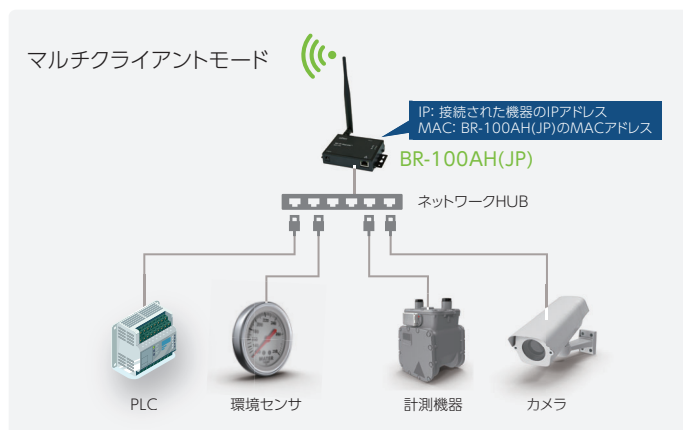 マルチクライアントモード
IP: 接続された機器のIPアドレス
MAC: BR-100AH(JP)のMACアドレス
BR-100AH(JP)
ネットワークHUB
PLC
環境センサ
計測機器
カメラ